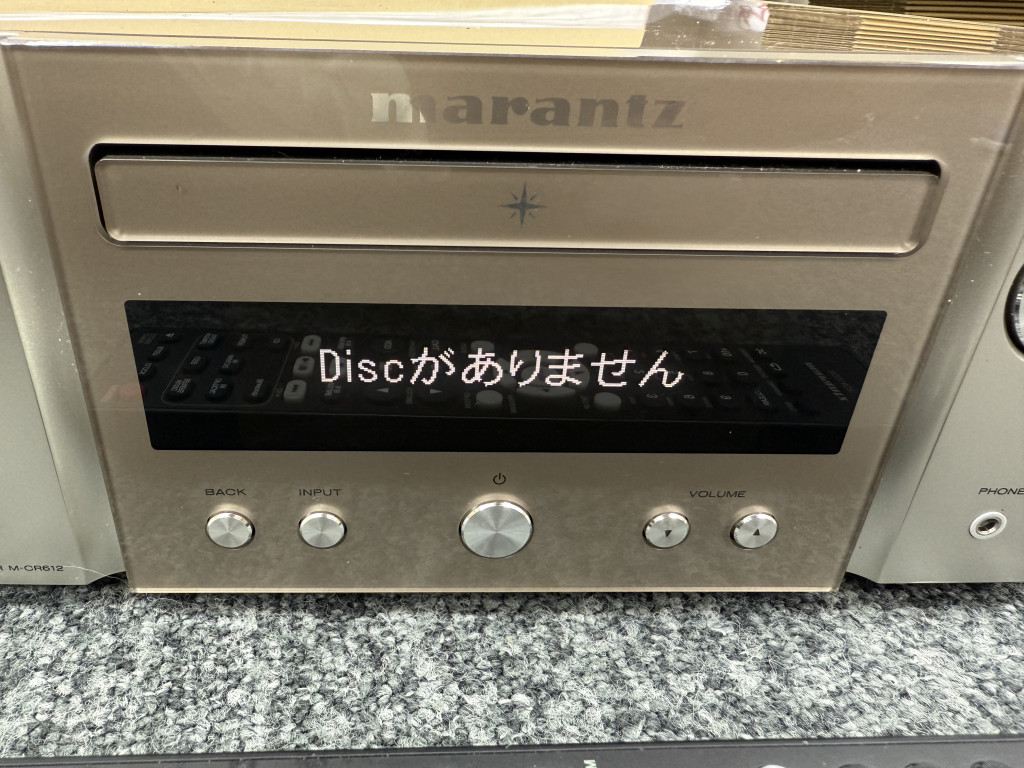 marantz
Discがありません
BACK
INPUT
VOLUME
PHONE
M-CR612